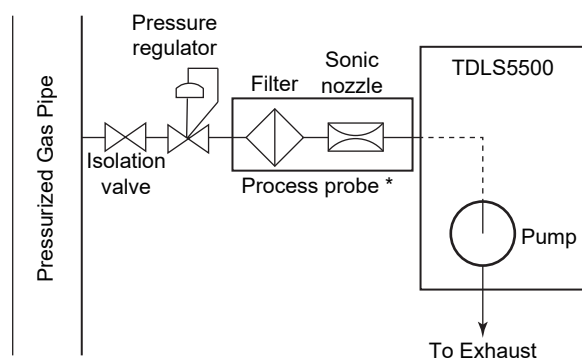 Pressure
regulator
Filter
Sonic
nozzle
TDLS5500
Pressurized Gas Pipe
Isolation
valve
Process probe *
Pump
To Exhaust